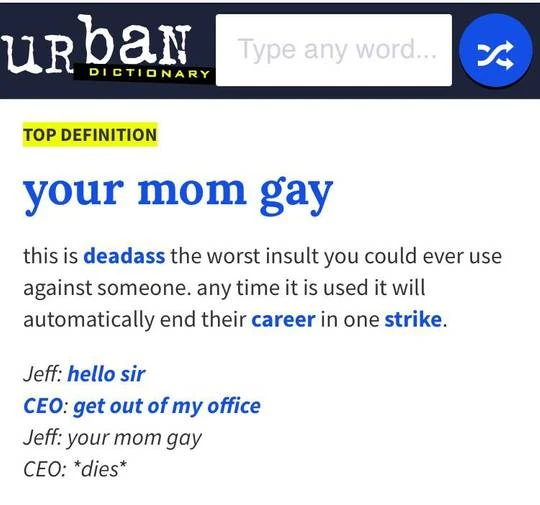 urban
DICTIONARY
Type any word...
TOP DEFINITION
your mom gay
this is deadass the worst insult you could ever use
against someone. any time it is used it will
automatically end their career in one strike.
Jeff: hello sir
CEO: get out of my office
Jeff: your mom gay
CEO: *dies*